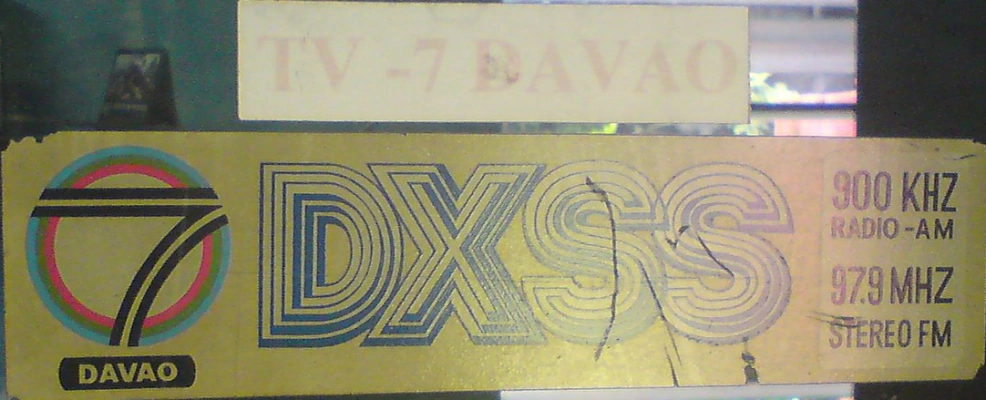 TV -7 DAVAO
7
DAVAO
DXSS
900 KHZ
RADIO-AM
97.9 MHZ
STEREO FM